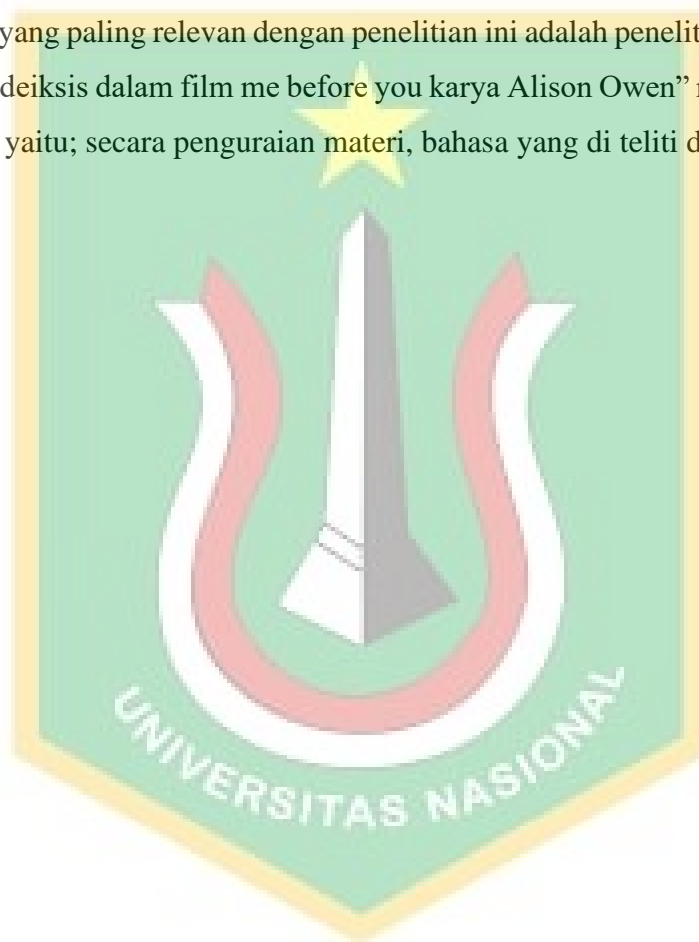 yang paling relevan dengan penelitian ini adalah penelit
deiksis dalam film me before you karya Alison Owen”
yaitu; secara penguraian materi, bahasa yang di teliti d
UNIVERSITAS NASIONAL